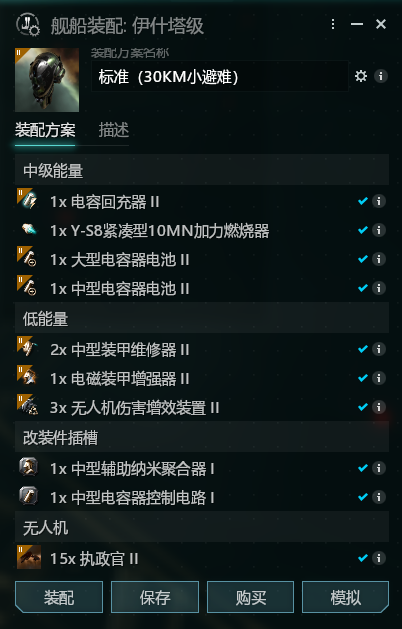 舰船装配: 伊什塔级
装配方案名称
标准（30KM小避难）
装配方案 描述
中级能量
1x 电容回充器 II
1x Y-S8紧凑型10MN加力燃烧器
1x 大型电容器电池 II
1x 中型电容器电池 II
低能量
2x 中型装甲维修器 II
1x 电磁装甲增强器 II
3x 无人机伤害增效装置 II
改装件插槽
1x 中型辅助纳米聚合器 I
1x 中型电容器控制电路 I
无人机
15x 执政官 II
装配 保存 购买 模拟